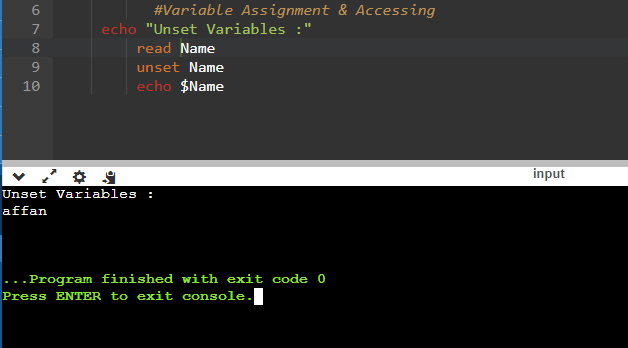 6 #Variable Assignment & Accessing
7 echo "Unset Variables :"
8 read Name
9 unset Name
10 echo $Name
input
Unset Variables :
affan
...Program finished with exit code 0
Press ENTER to exit console.